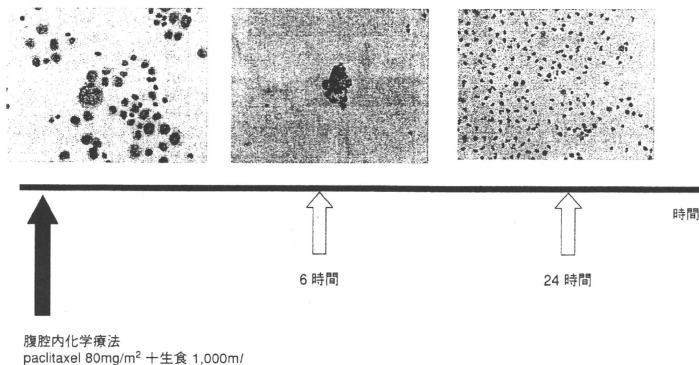 時間
6 時間
24 時間
腹腔内化学療法
paclitaxel 80mg/m² +生食 1,000ml